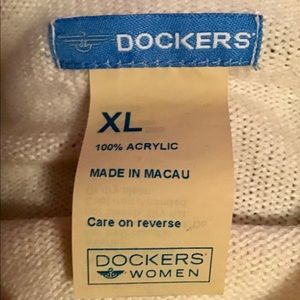 DOCKERS®
XL
100% ACRYLIC
MADE IN MACAU
Care on reverse
DOCKERS
WOMEN